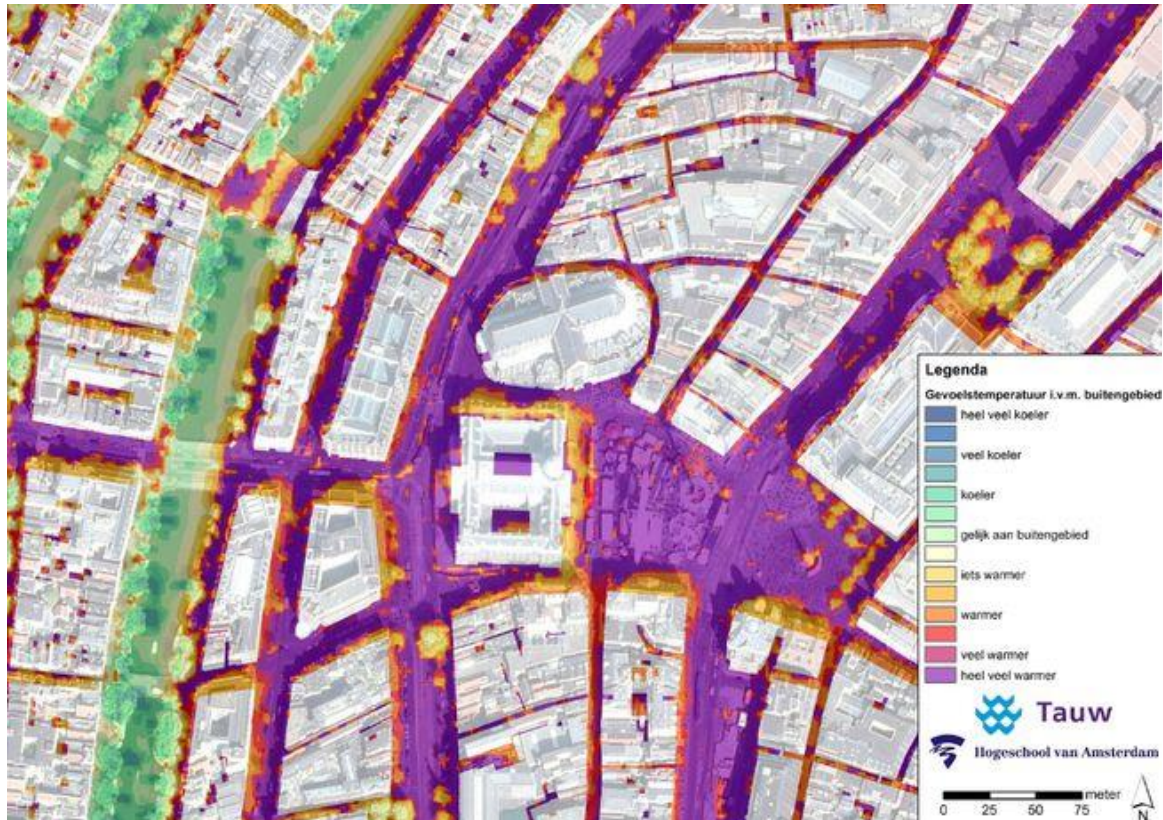 Legenda
Gevoelstemperatuur i.v.m. buitengebied
heel veel koeler
veel koeler
koeler
gelijk aan buitengebied
iets warmer
warmer
veel warmer
heel veel warmer
Tauw
Hogeschool van Amsterdam
meter
0 25 50 75
N